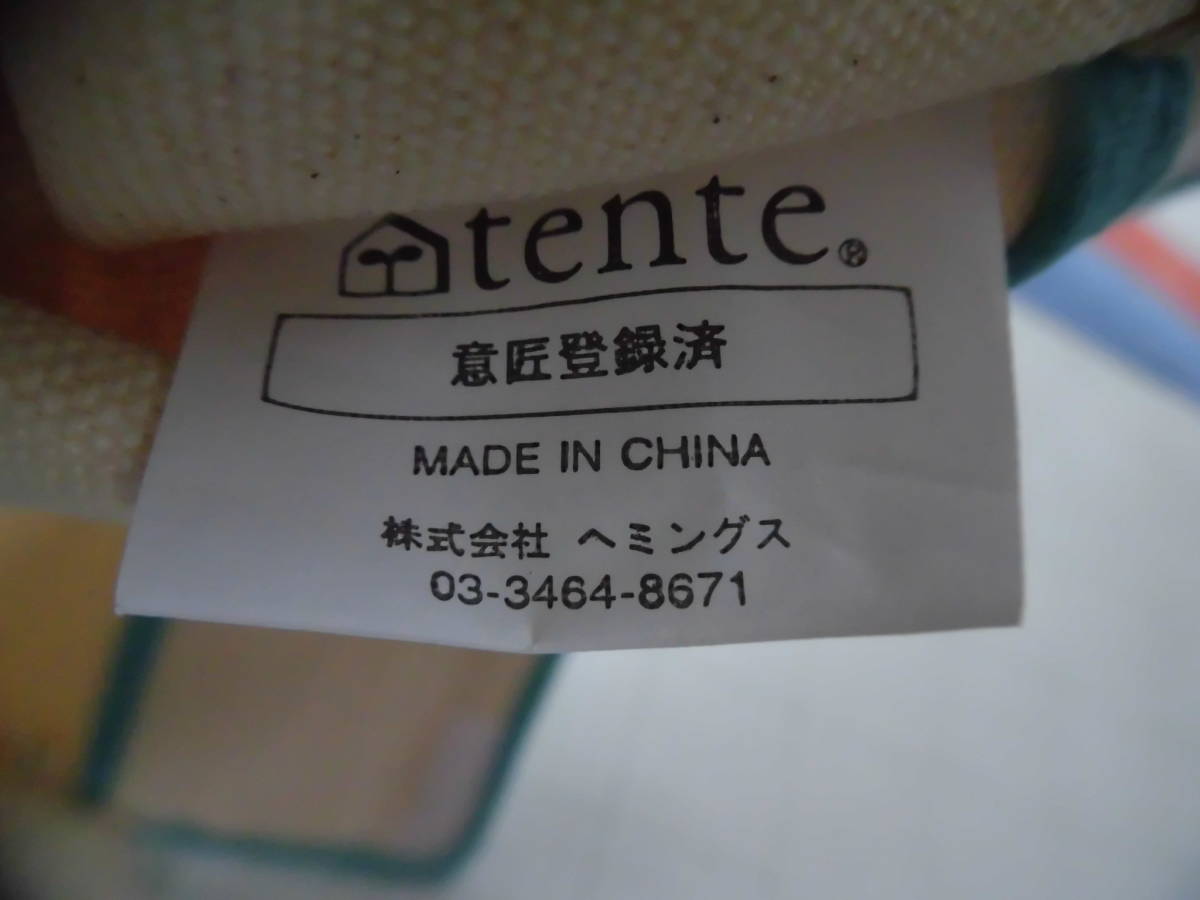 tente®
意匠登録済
MADE IN CHINA
株式会社 ヘミングス
03-3464-8671